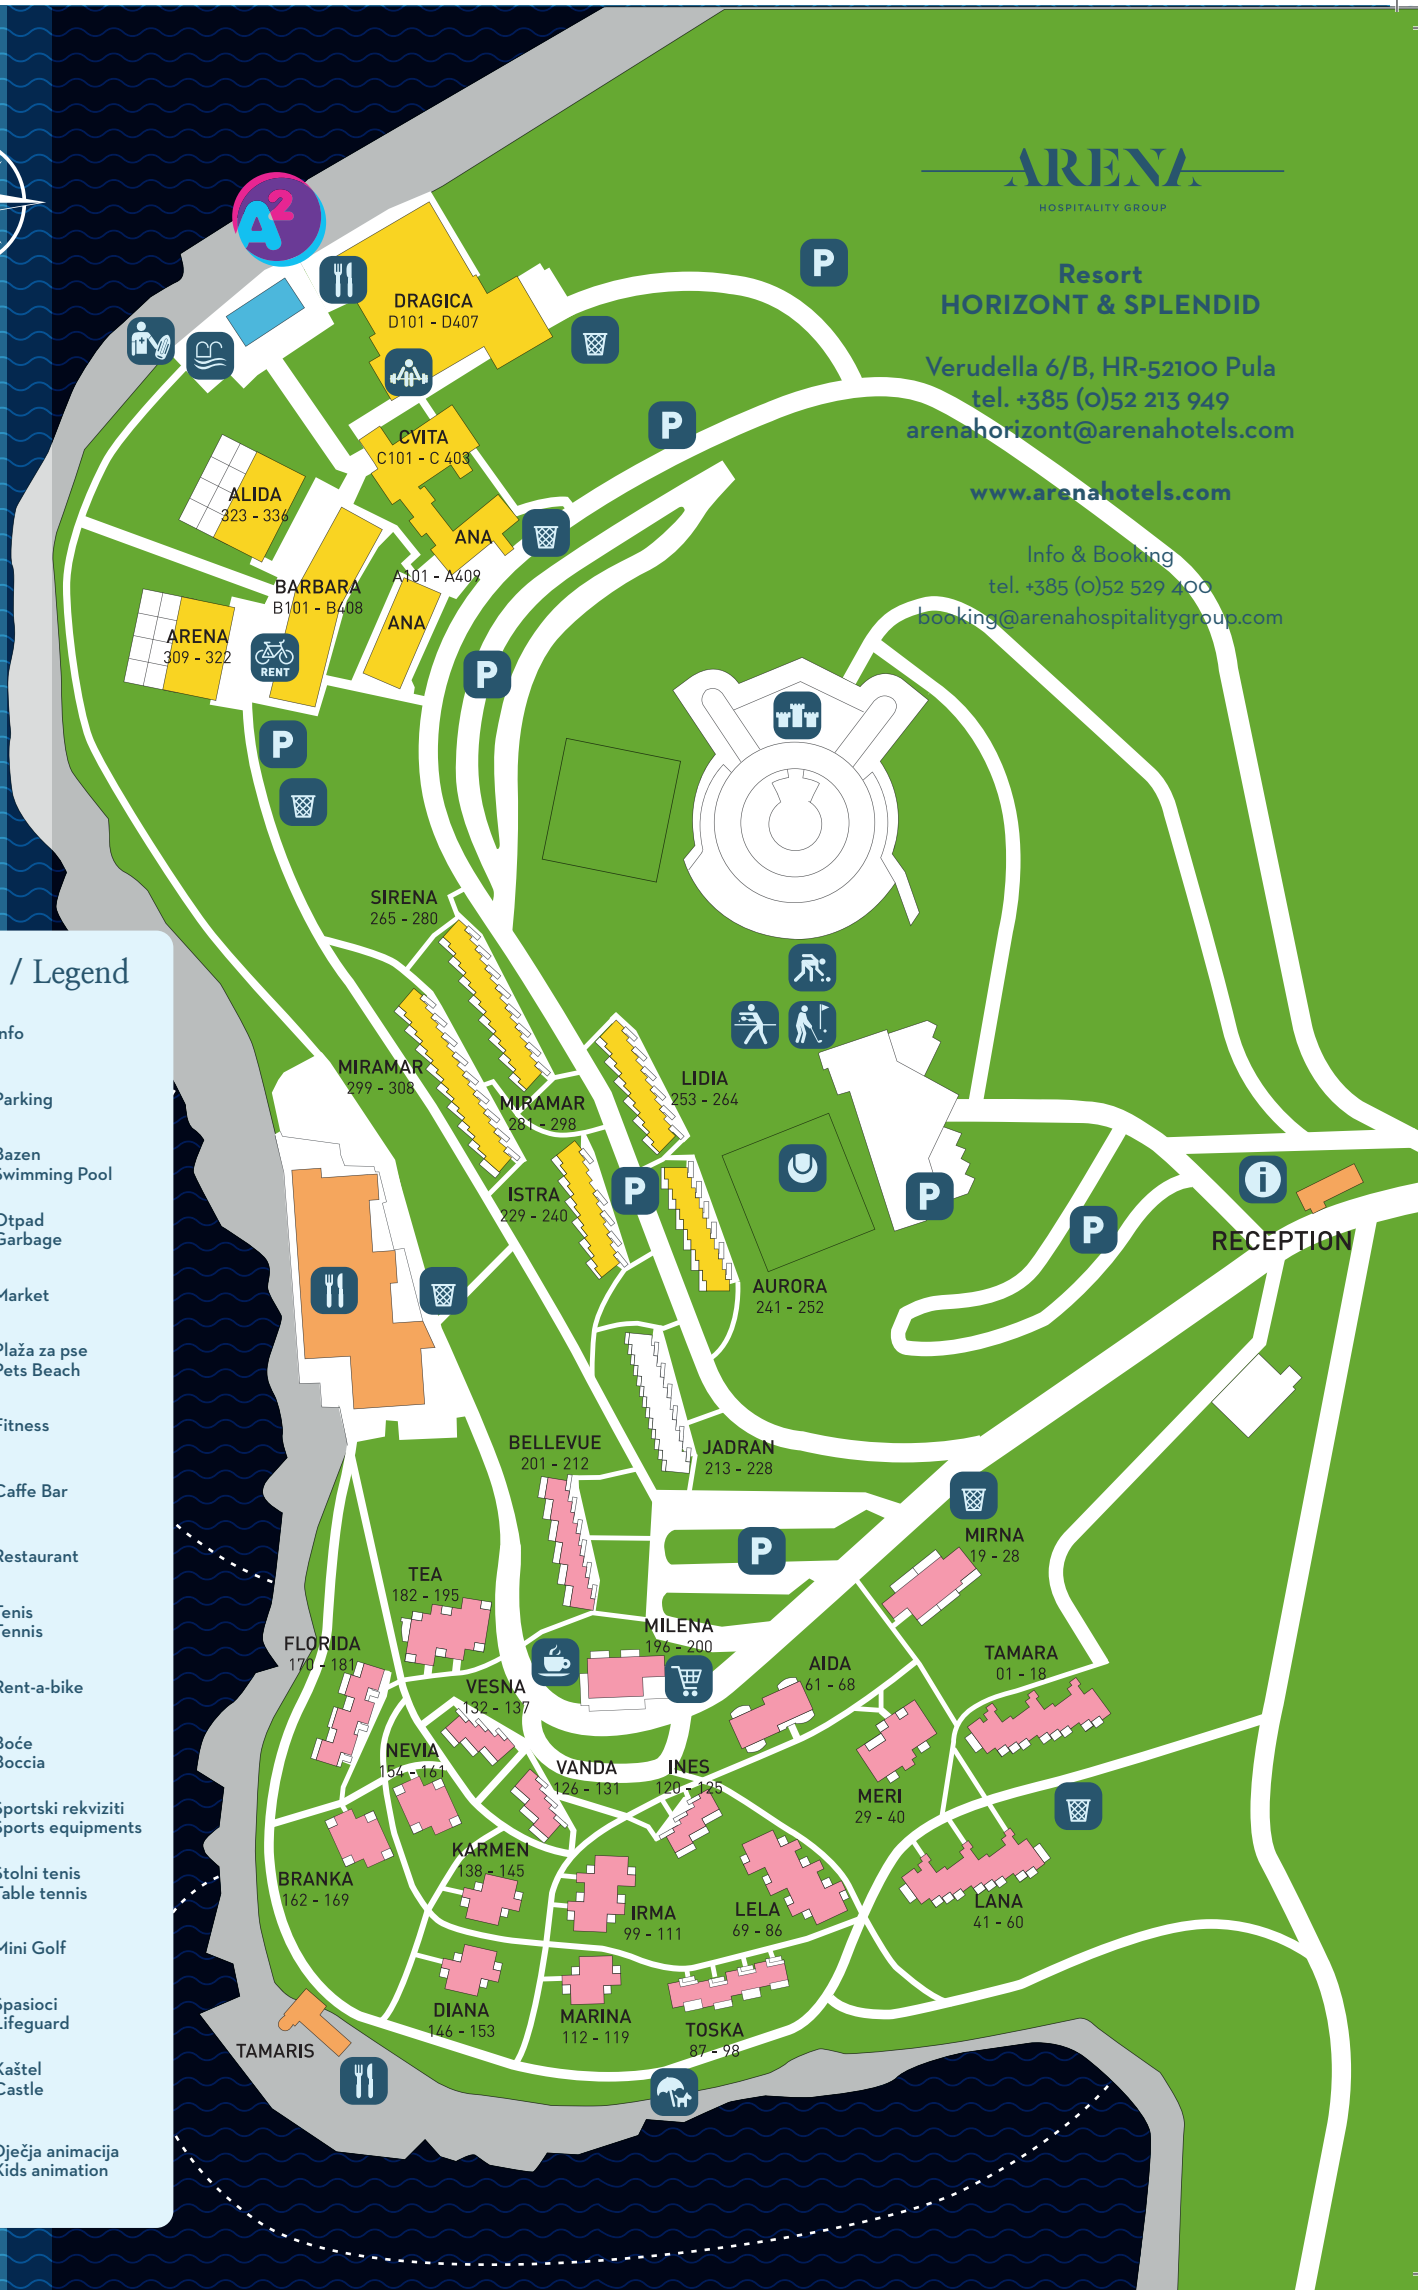 ARENA
HOSPITALITY GROUP
Resort
HORIZONT & SPLENDID
Verudella 6/B, HR-52100 Pula
tel. +385 (0)52 213 949
arenahorizont@arenahotels.com
www.arenahotels.com
Info & Booking
tel. +385 (0)52 529 400
booking@arenahospitalitygroup.com
A2
P
DRAGICA
D101 - D407
P
CVITA
C101 - C 403
ALIDA
323 - 336
ANA
A101 - A409
BARBARA
B101 - B408
ANA
ARENA
309 - 322
RENT
P
P
SIRENA
265 - 280
MIRAMAR
299 - 308
MIRAMAR
281 - 298
LIDIA
253 - 264
ISTRA
229 - 240
P
P
P
i
RECEPTION
AURORA
241 - 252
JADRAN
213 - 228
BELLEVUE
201 - 212
P
MIRNA
19 - 28
TEA
182 - 195
FLORIDA
170 - 181
MILENA
196 - 200
TAMARA
01 - 18
AIDA
61 - 68
VESNA
132 - 137
NEVIA
154 - 161
VANDA
126 - 131
INES
120 - 125
MERI
29 - 40
KARMEN
138 - 145
BRANKA
162 - 169
IRMA
99 - 111
LELA
69 - 86
LANA
41 - 60
DIANA
146 - 153
MARINA
112 - 119
TOSKA
87 - 98
TAMARIS
/ Legend
nfo
Parking
Bazen
Swimming Pool
Otpad
Garbage
Market
Plaža za pse
Pets Beach
Fitness
Caffe Bar
Restaurant
Tenis
Tennis
Rent-a-bike
Boće
Boccia
Sportski rekviziti
Sports equipments
Stolni tenis
Table tennis
Mini Golf
Spasioci
Lifeguard
Kaštel
Castle
Dječja animacija
Kids animation